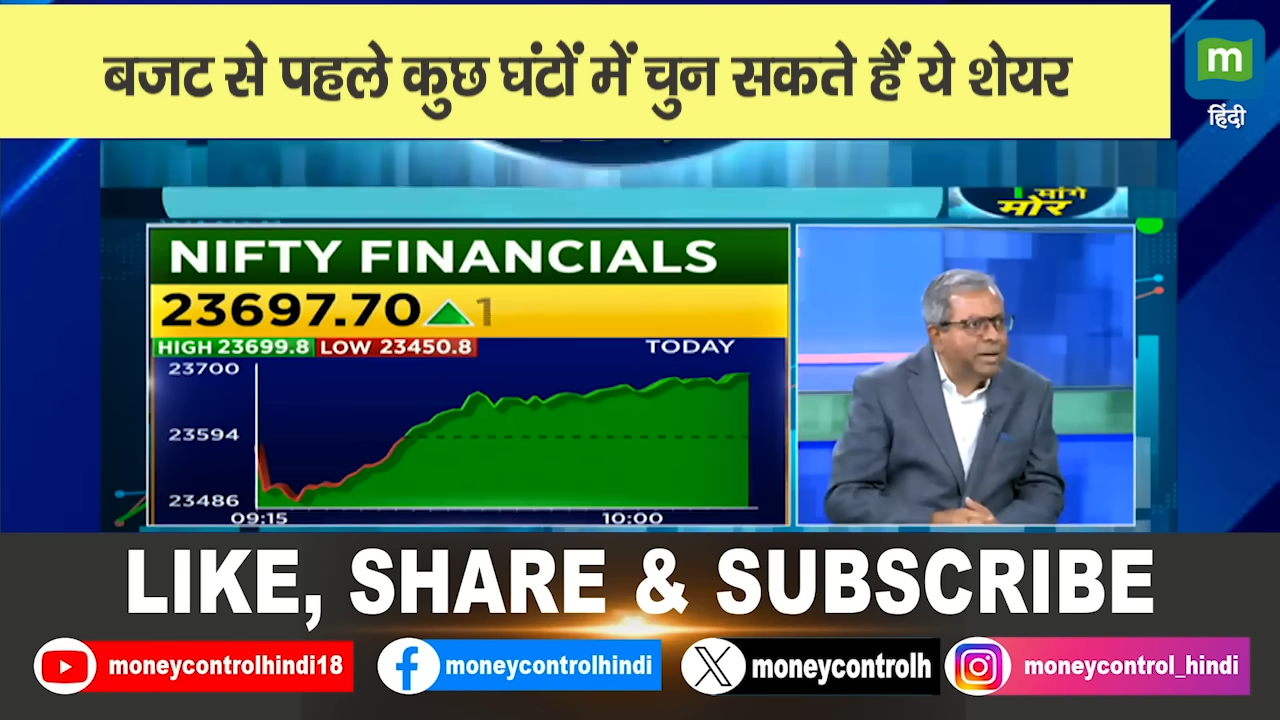 बजट से पहले कुछ घंटों में चुन सकते हैं ये शेयर
m
हिंदी
मांगे
मोर
NIFTY FINANCIALS
23697.70 1
HIGH 23699.8 LOW 23450.8 TODAY
23700
23594
23486
09:15 10:00
LIKE, SHARE & SUBSCRIBE
moneycontrolhindi18 moneycontrolhindi moneycontrolh moneycontrol_hindi